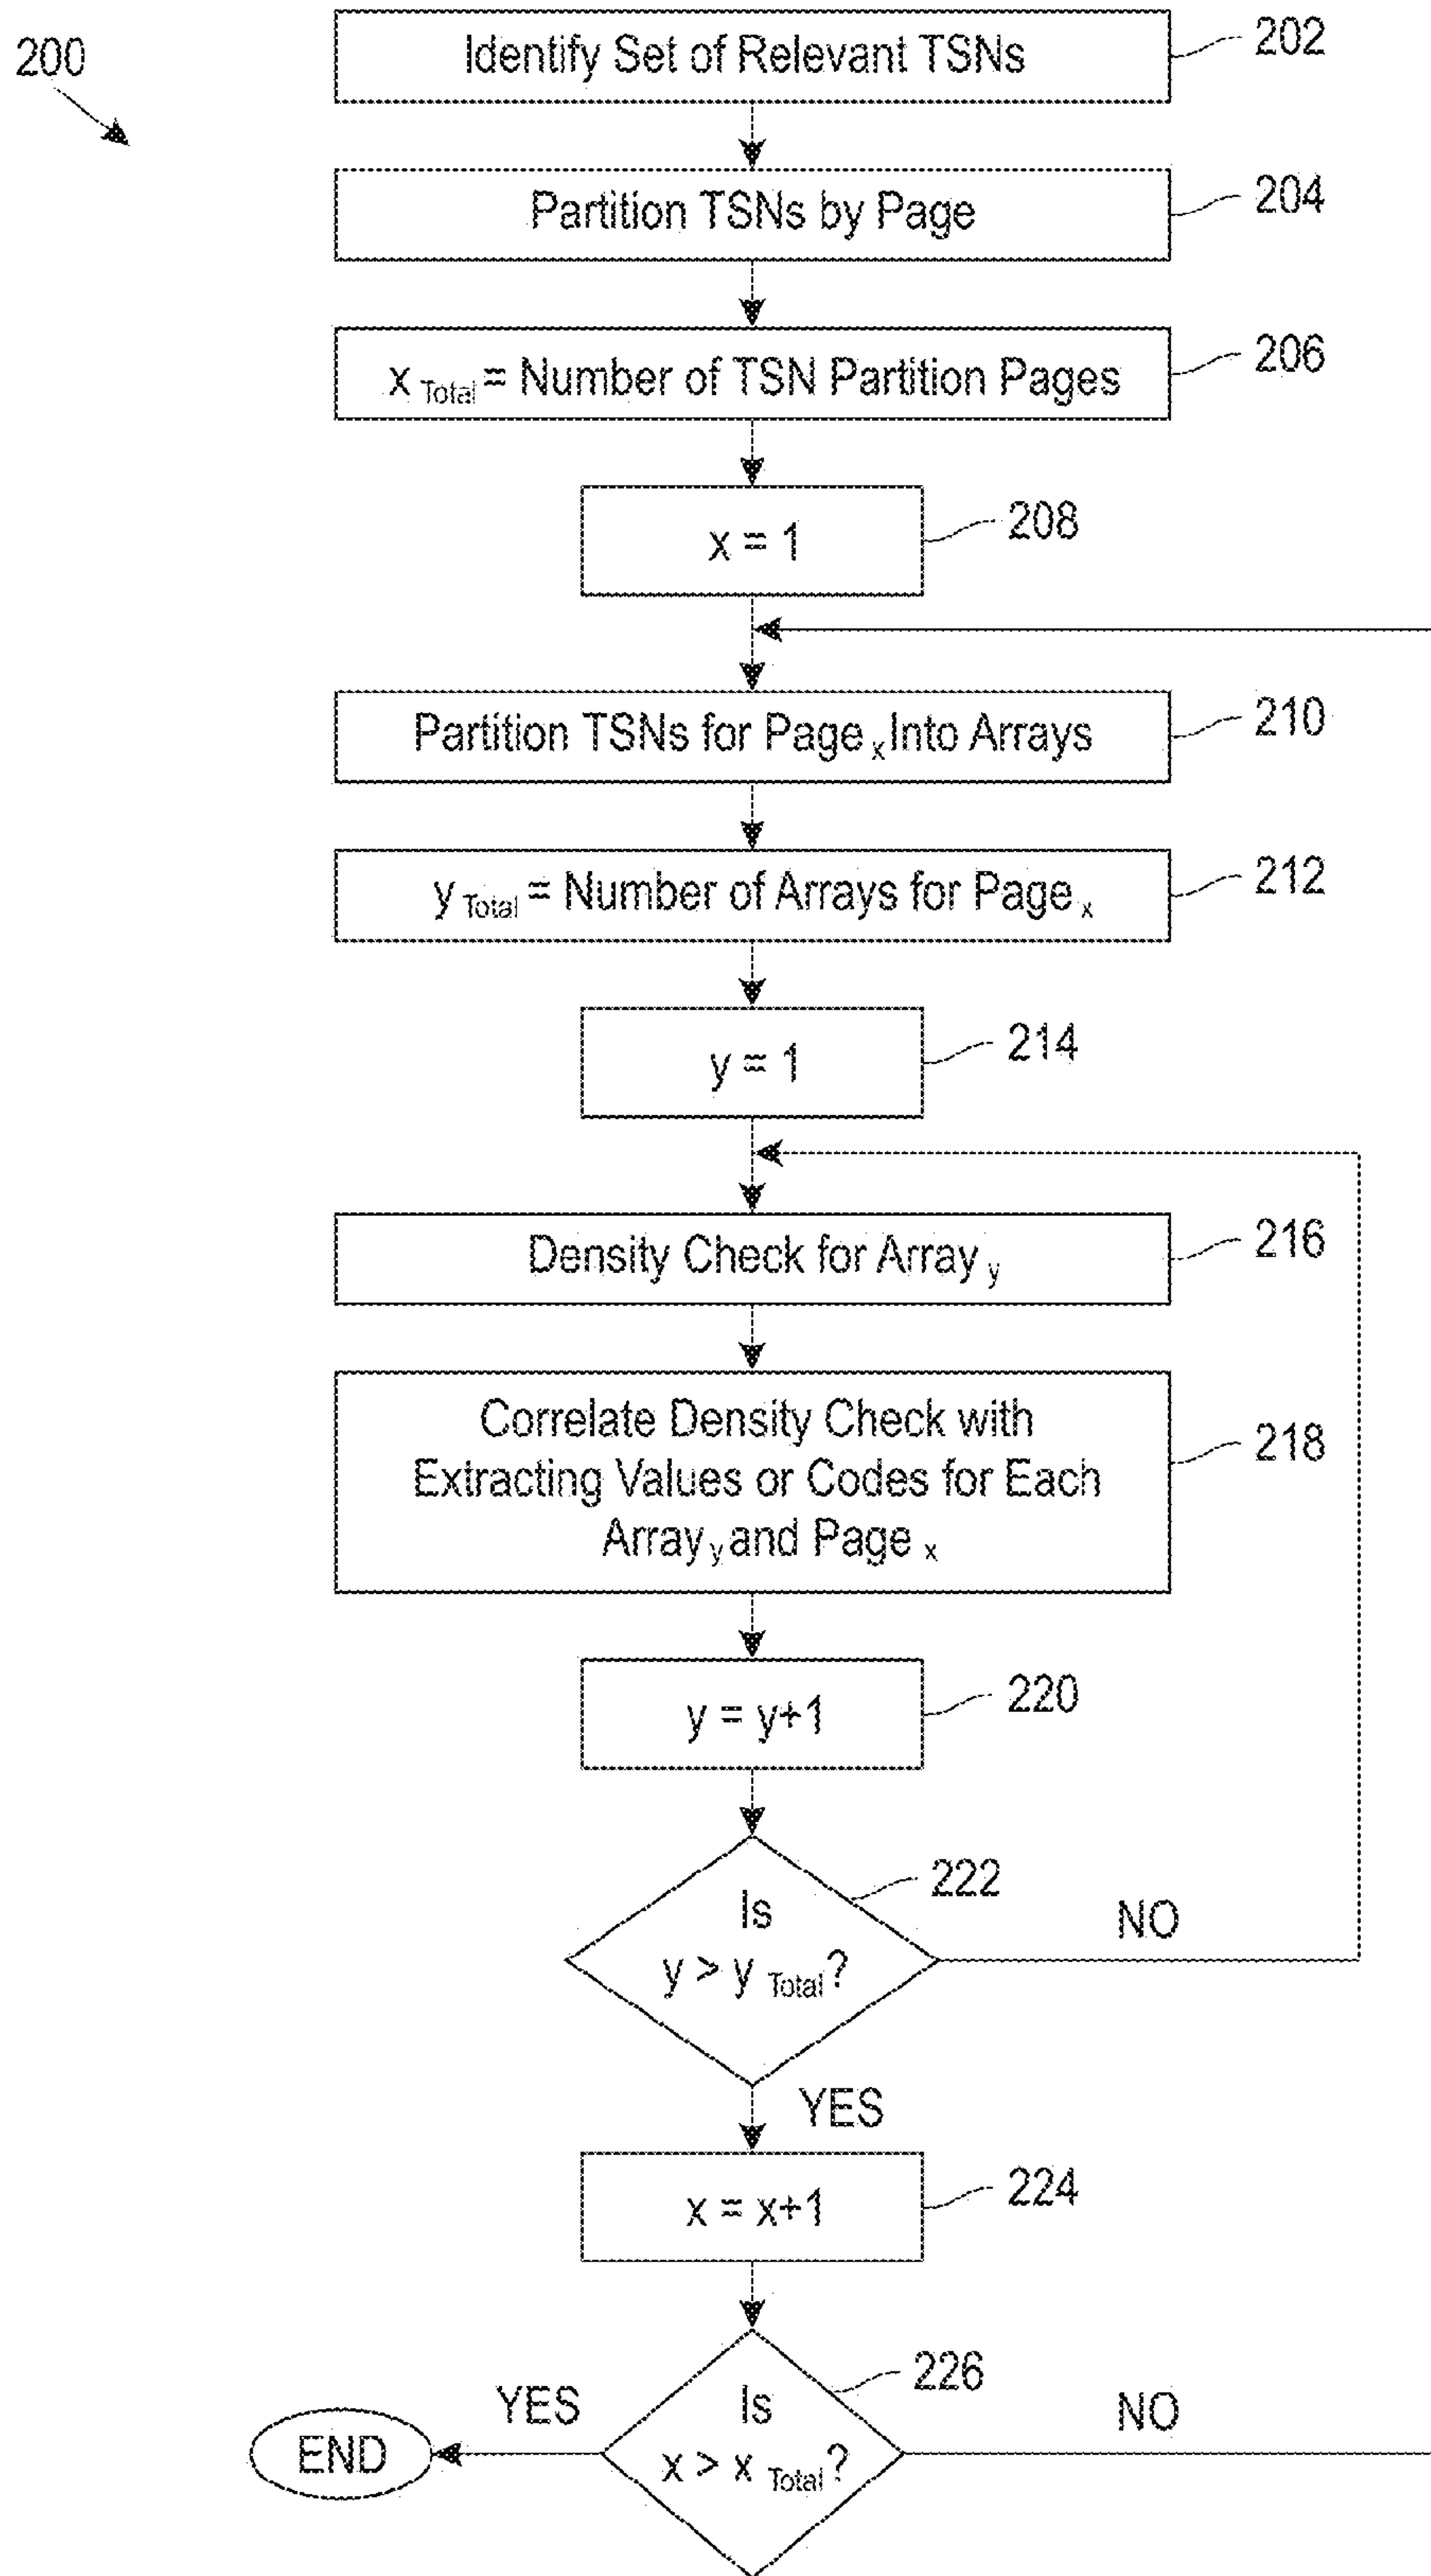 200
Identify Set of Relevant TSNs
202
Partition TSNs by Page
204
x Total = Number of TSN Partition Pages
206
x = 1
208
Partition TSNs for Page x Into Arrays
210
y Total = Number of Arrays for Page x
212
y = 1
214
Density Check for Array y
216
Correlate Density Check with
Extracting Values or Codes for Each
Array y and Page x
218
y = y+1
220
Is
y > y Total ?
222
NO
YES
x = x+1
224
Is
x > x Total ?
226
YES
NO
END